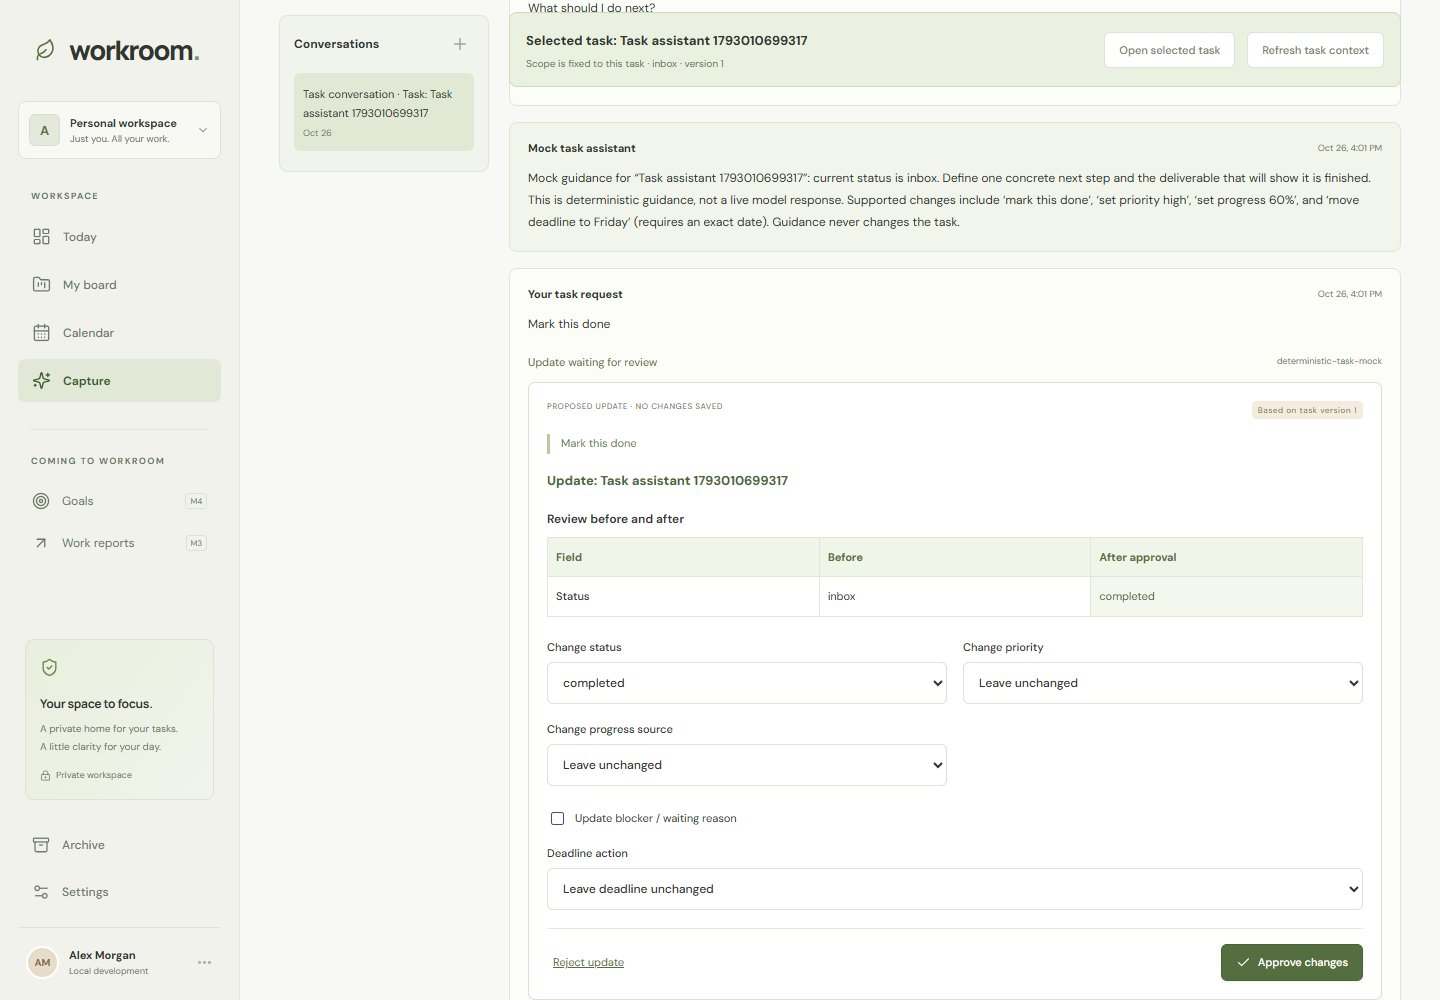 workroom.
A
Personal workspace
Just you. All your work.
WORKSPACE
Today
My board
Calendar
Capture
COMING TO WORKROOM
Goals
M4
Work reports
M3
Your space to focus.
A private home for your tasks.
A little clarity for your day.
Private workspace
Archive
Settings
AM
Alex Morgan
Local development
Conversations
Task conversation · Task: Task
assistant 1793010699317
Oct 26
What should I do next?
Selected task: Task assistant 1793010699317
Scope is fixed to this task · inbox · version 1
Open selected task
Refresh task context
Mock task assistant
Oct 26, 4:01 PM
Mock guidance for “Task assistant 1793010699317”: current status is inbox. Define one concrete next step and the deliverable that will show it is finished.
This is deterministic guidance, not a live model response. Supported changes include ‘mark this done’, ‘set priority high’, ‘set progress 60%’, and ‘move
deadline to Friday’ (requires an exact date). Guidance never changes the task.
Your task request
Oct 26, 4:01 PM
Mark this done
Update waiting for review
deterministic-task-mock
PROPOSED UPDATE · NO CHANGES SAVED
Based on task version 1
Mark this done
Update: Task assistant 1793010699317
Review before and after
Field
Before
After approval
Status
inbox
completed
Change status
Change priority
completed
Leave unchanged
Change progress source
Leave unchanged
Update blocker / waiting reason
Deadline action
Leave deadline unchanged
Reject update
Approve changes